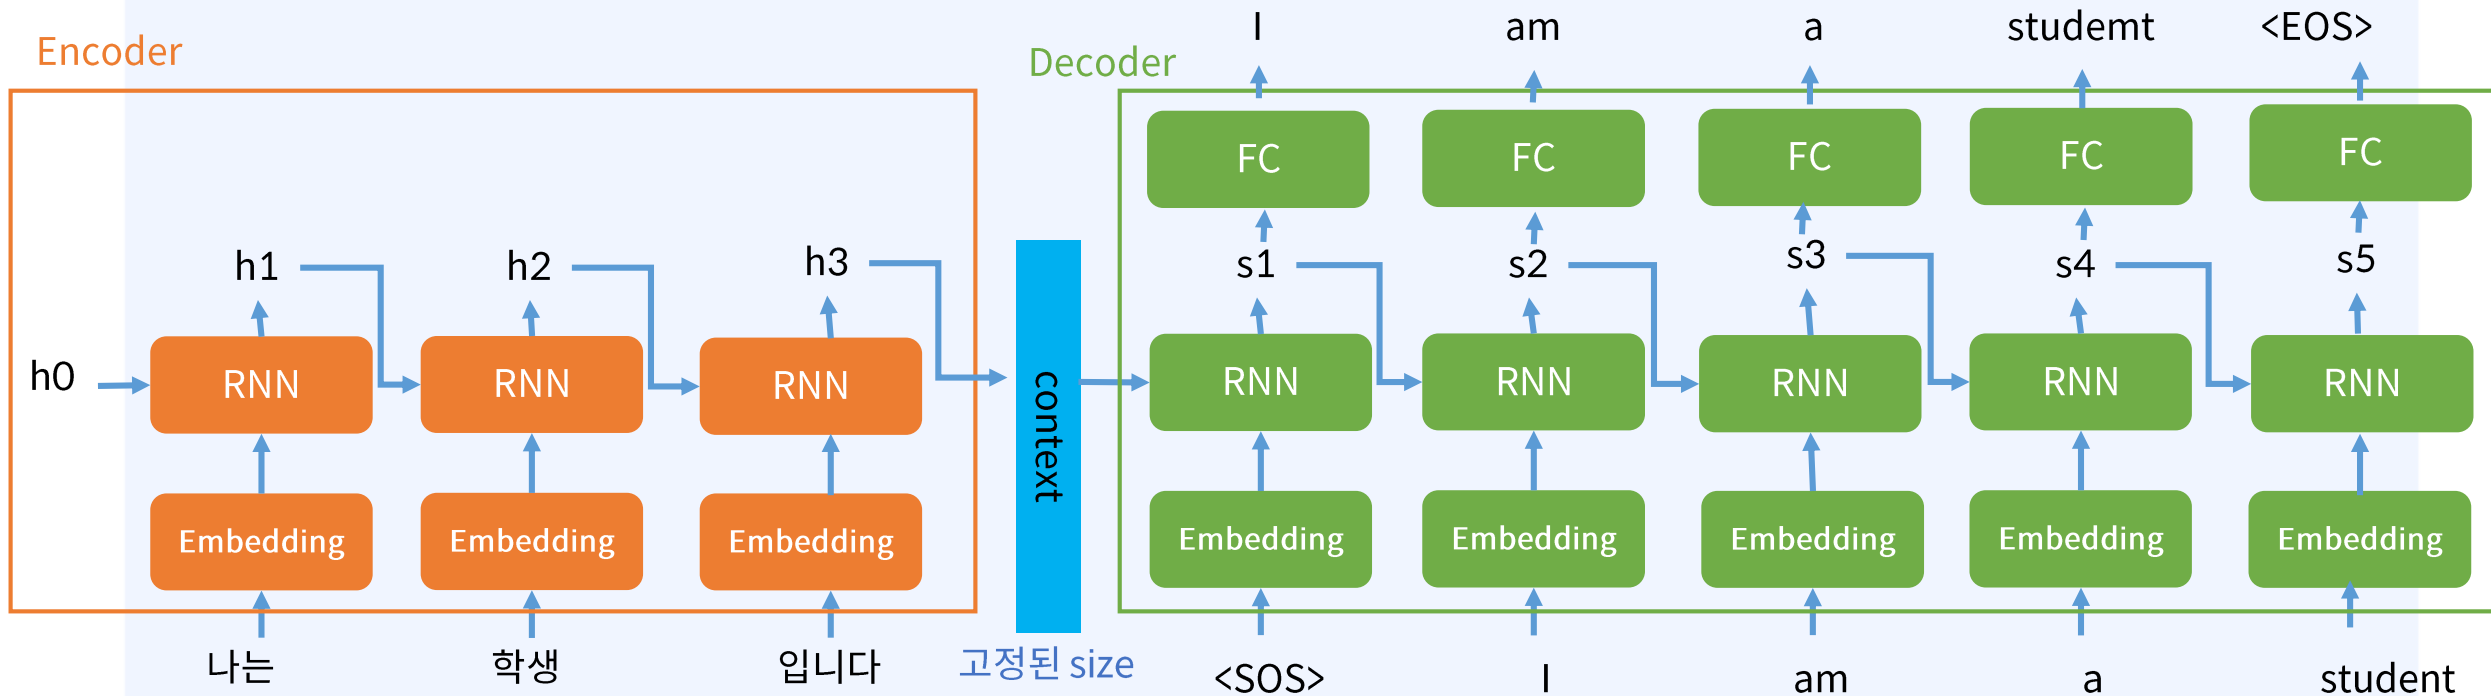 Encoder
Decoder
I am a studemt <EOS>
FC FC FC FC FC
h1 h2 h3
s1 s2 s3 s4 s5
h0
RNN RNN RNN
context
RNN RNN RNN RNN RNN
Embedding Embedding Embedding
Embedding Embedding Embedding Embedding Embedding
나는 학생 입니다
고정된 size
<SOS> I am a student